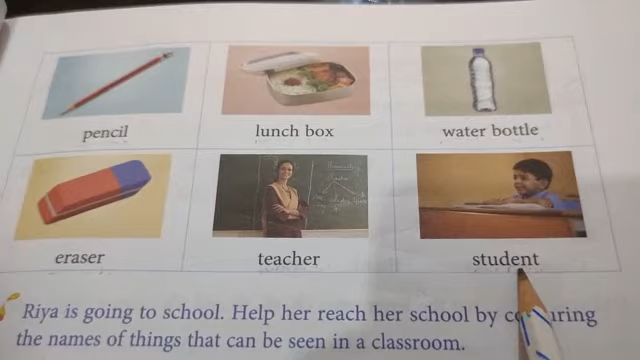 pencil
lunch box
water bottle
eraser
teacher
student
Riya is going to school. Help her reach her school by
the names of things that can be seen in a classroom.